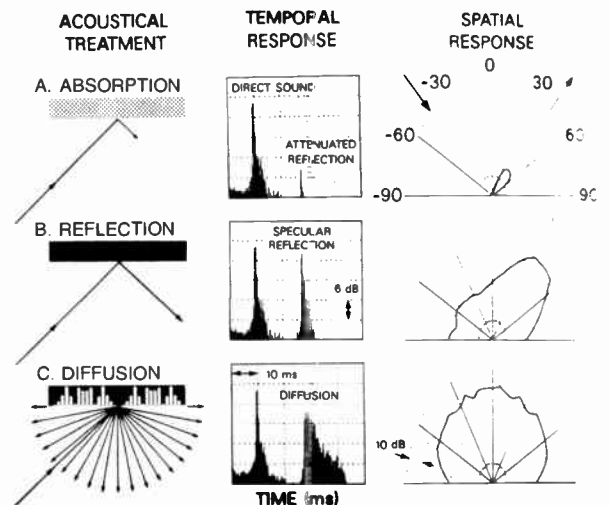 ACOUSTICAL
TREATMENT
TEMPORAL
RESPONSE
SPATIAL
RESPONSE
A. ABSORPTION
DIRECT SOUND
ATTENUATED
REFLECTION
0
-30
30
-60
-90
B. REFLECTION
SPECULAR
REFLECTION
6 dB
C. DIFFUSION
10 ms
DIFFUSION
10 dB
TIME (ms)